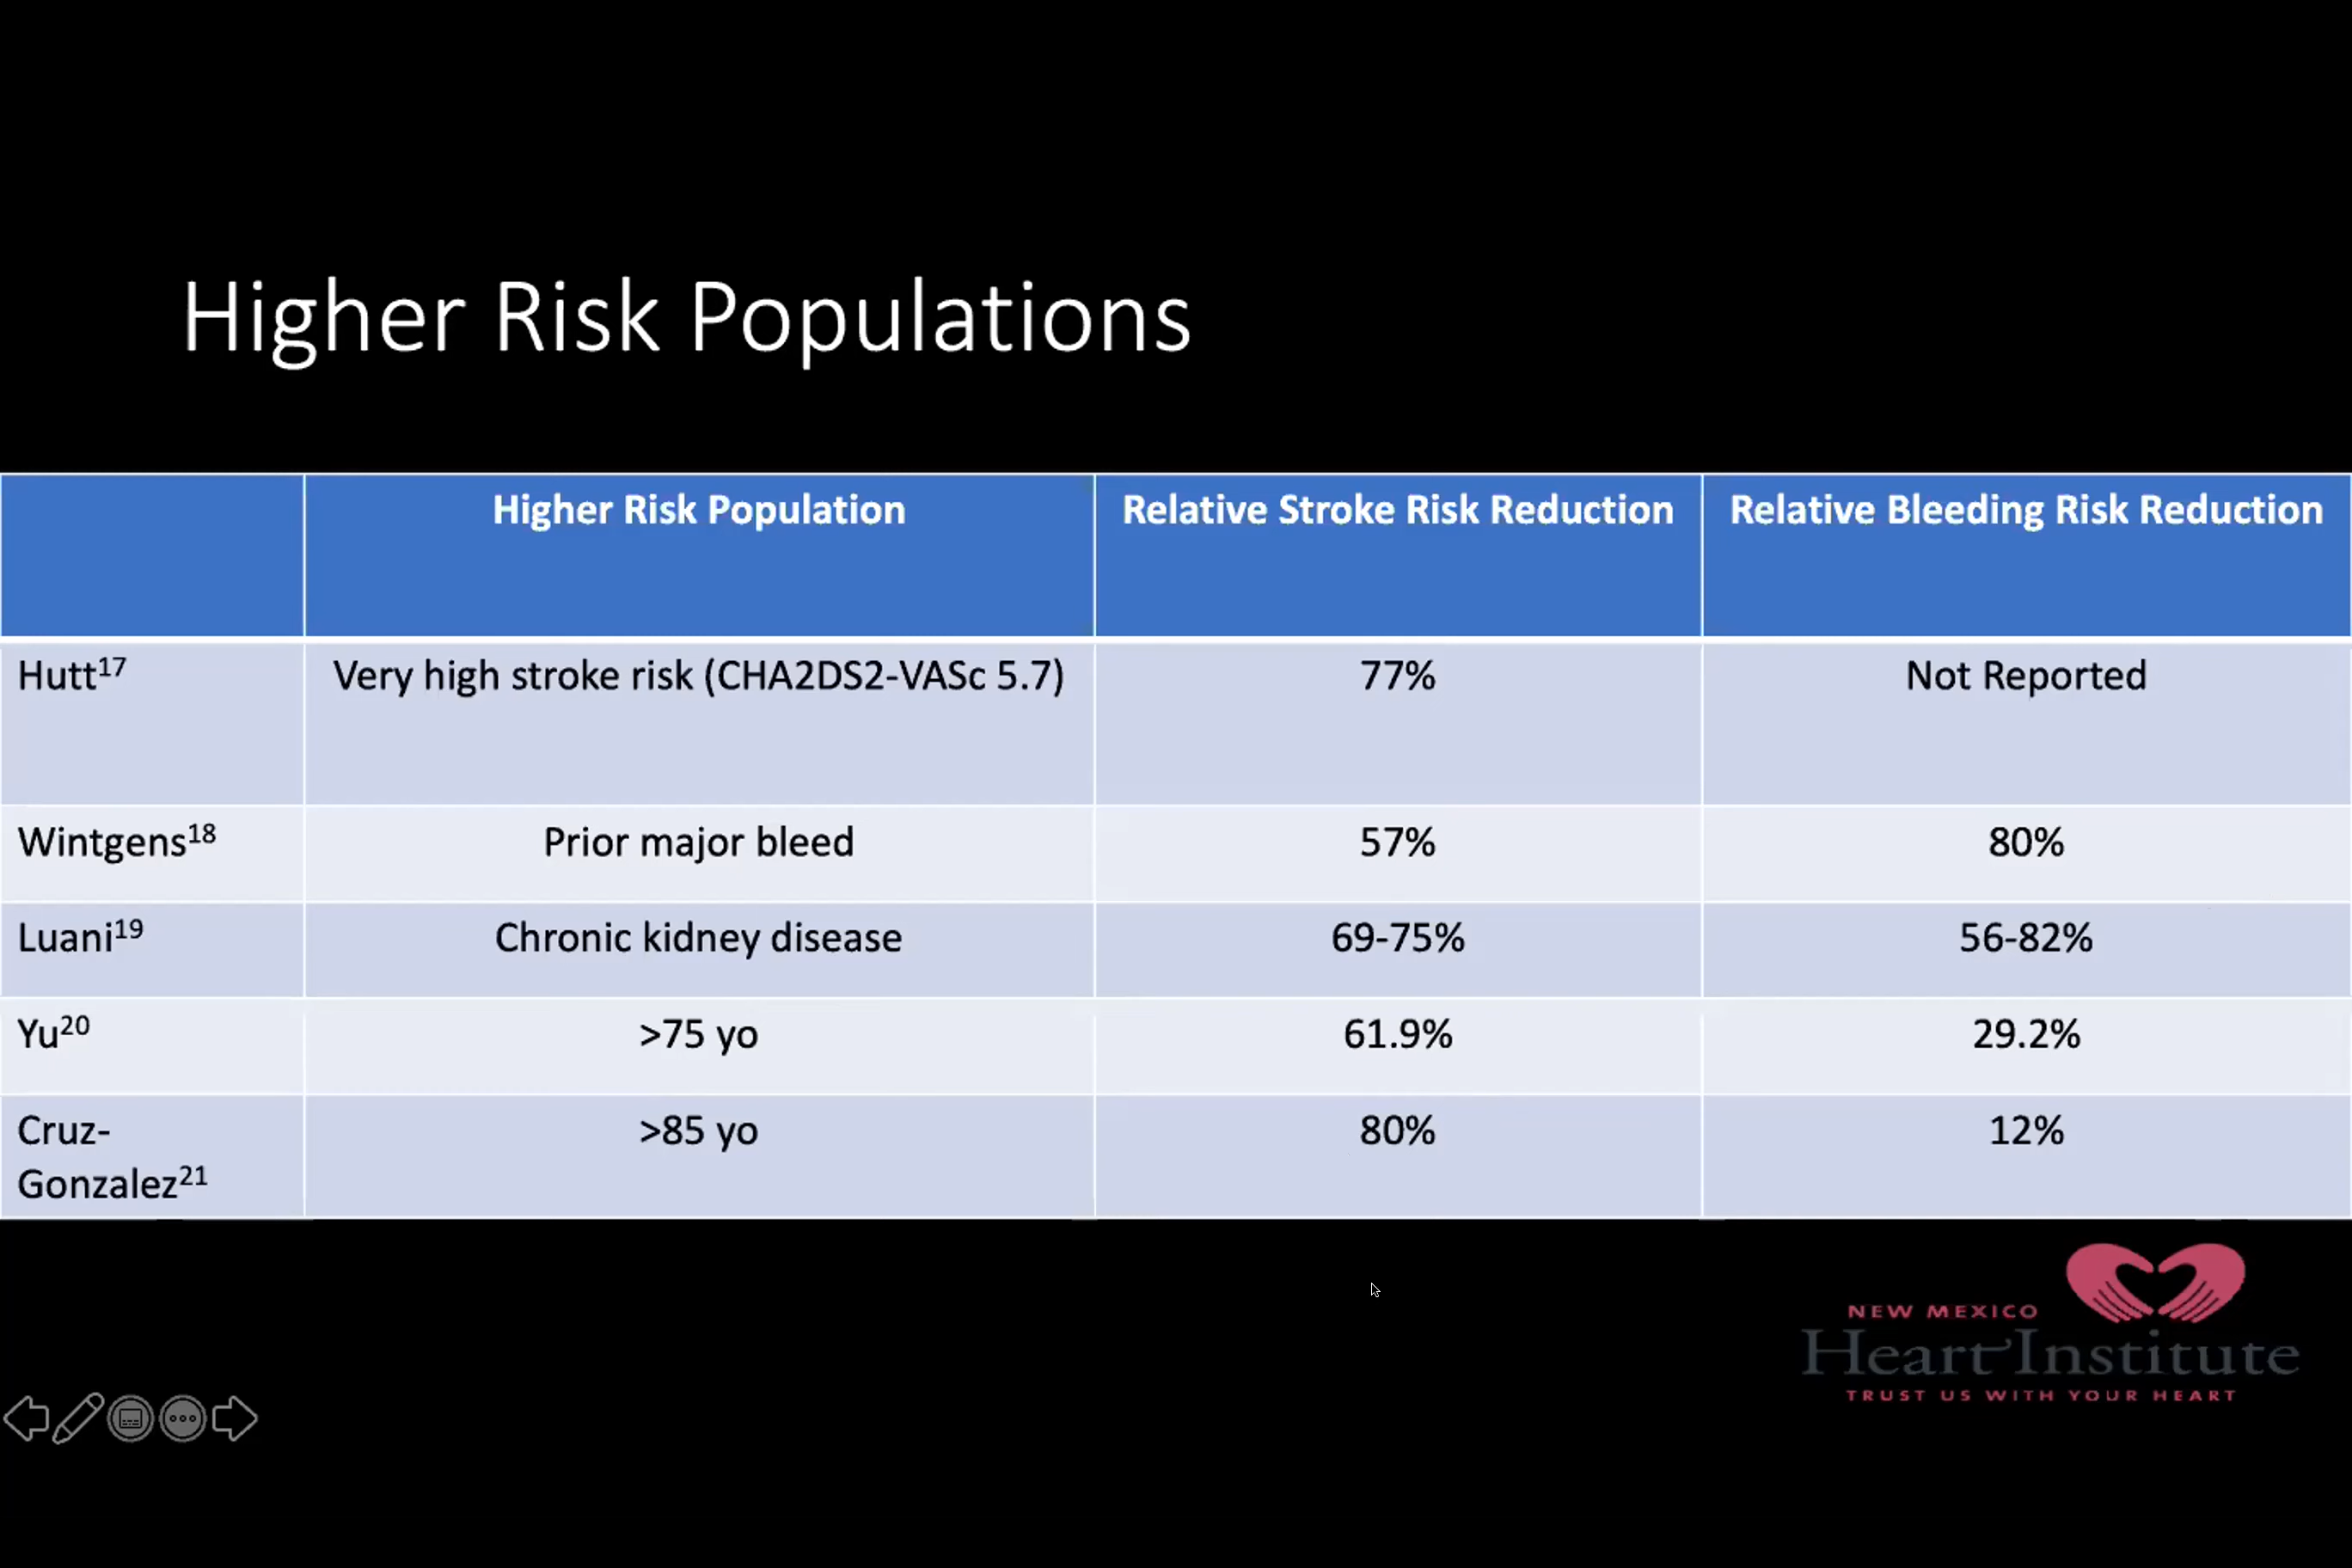 Higher Risk Populations
Higher Risk Population Relative Stroke Risk Reduction Relative Bleeding Risk Reduction
Hutt17 Very high stroke risk (CHA2DS2-VASc 5.7) 77% Not Reported
Wintgens18 Prior major bleed 57% 80%
Luani19 Chronic kidney disease 69-75% 56-82%
Yu20 >75 yo 61.9% 29.2%
Cruz- >85 yo 80% 12%
Gonzalez21
NEW MEXICO
Heart Institute
TRUST US WITH YOUR HEART